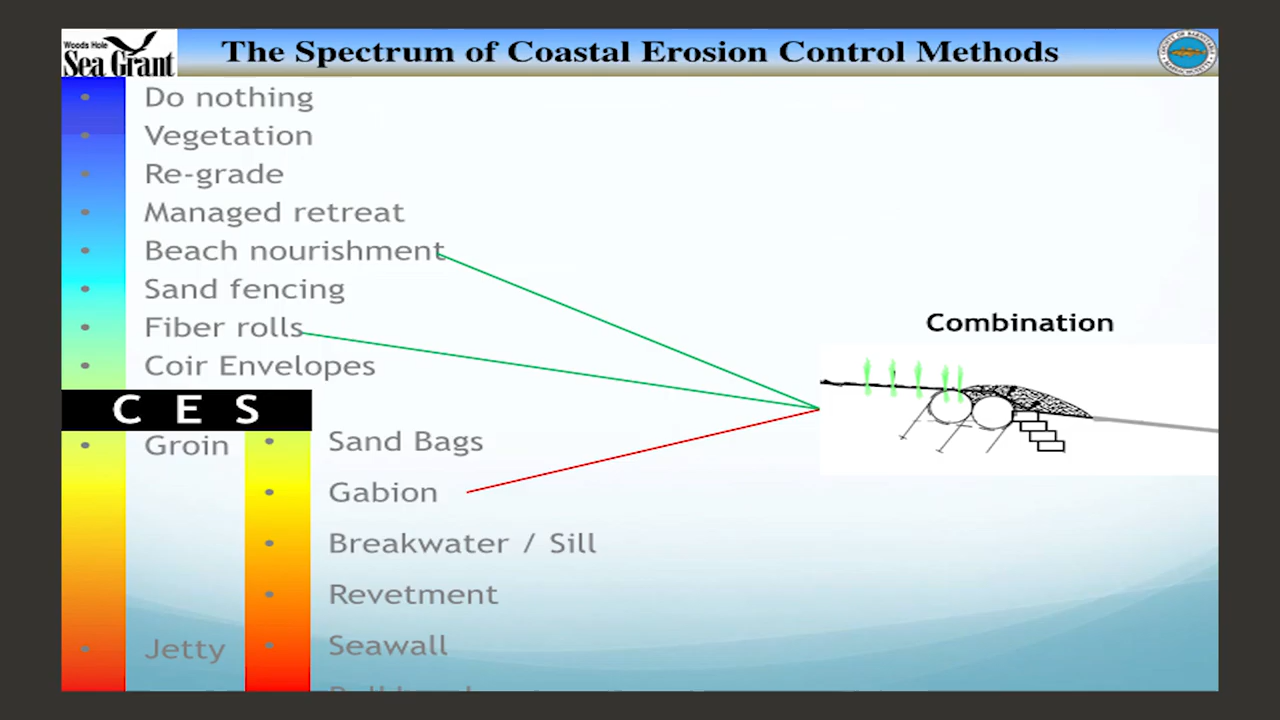 Woods Hole
Sea Grant
The Spectrum of Coastal Erosion Control Methods
• Do nothing
• Vegetation
• Re-grade
• Managed retreat
• Beach nourishment
• Sand fencing
• Fiber rolls
• Coir Envelopes
Combination
C E S
• Groin
• Sand Bags
• Gabion
• Breakwater / Sill
• Revetment
• Jetty
• Seawall